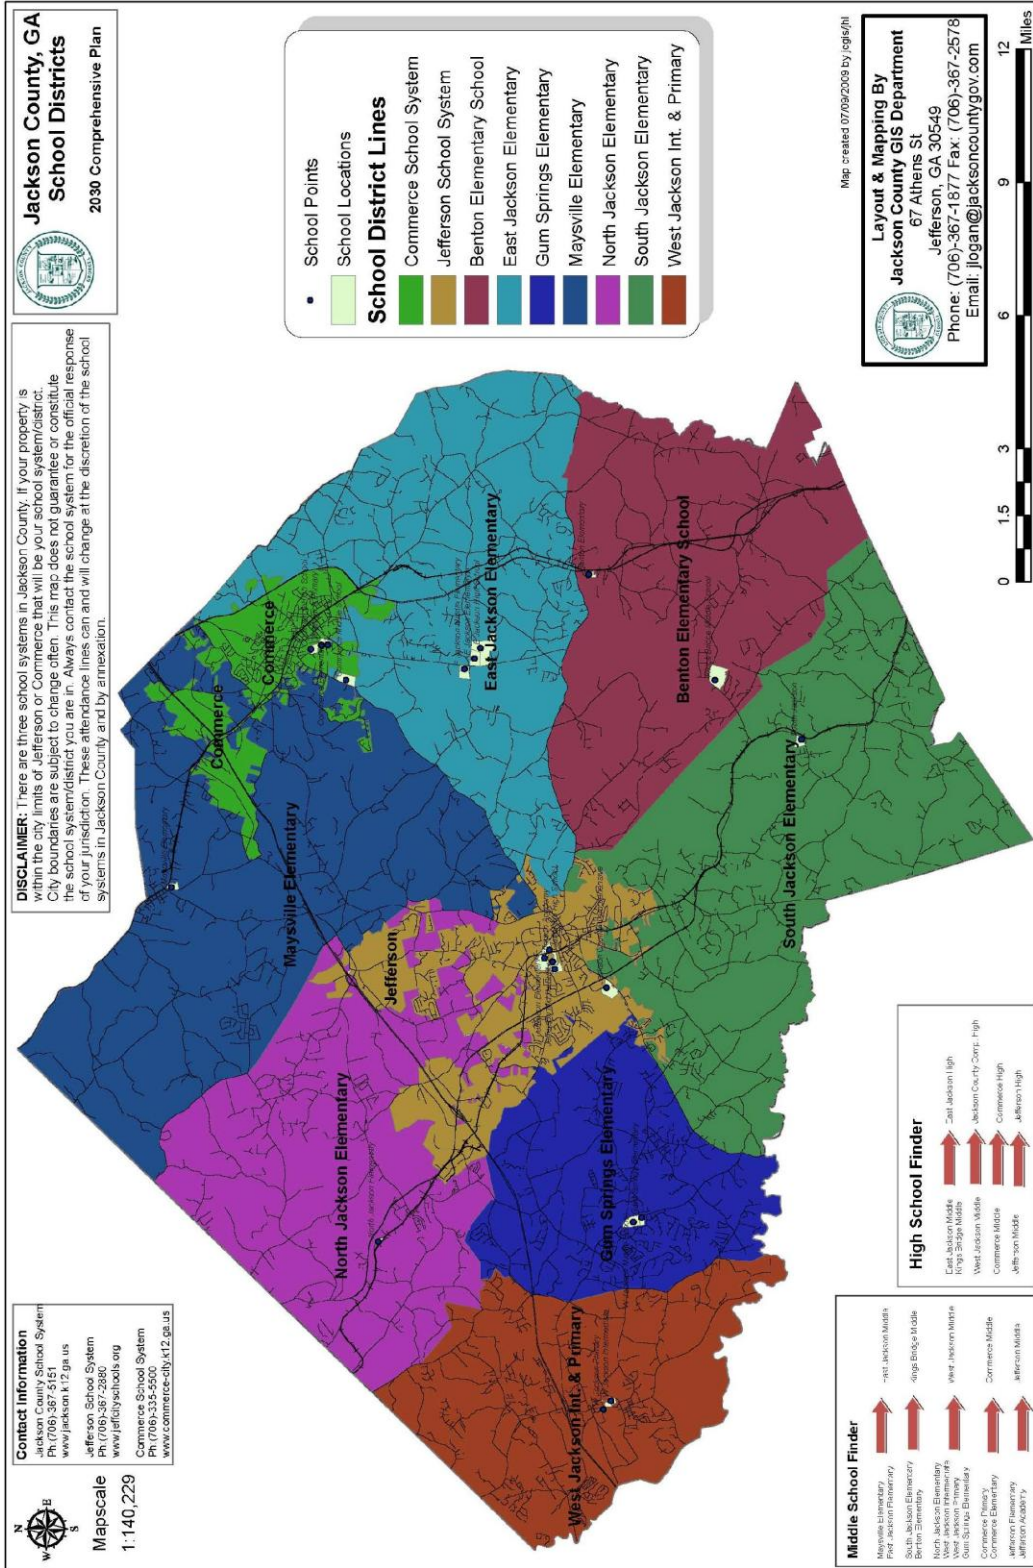 Contact Information
Jackson County School System
Ph:(706)-367-5151
www.jackson.k12.ga.us
Jefferson School System
Ph:(706)-367-2880
www.jeffcityschools.org
Commerce School System
Ph:(706)-335-5500
www.commerce-city.k12.ga.us
N
W
E
S
Mapscale
1:140,229
DISCLAIMER: There are three school systems in Jackson County. If your property is
within the city limits of Jefferson or Commerce that will be your school system/district.
City boundaries are subject to change often. This map does not guarantee or constitute
the school system/district you are in. Always contact the school system for the official response
of your jurisdiction. These attendance lines can and will change at the discretion of the school
systems in Jackson County and by annexation.
Jackson County, GA
School Districts
2030 Comprehensive Plan
School Points
School Locations
School District Lines
Commerce School System
Jefferson School System
Benton Elementary School
East Jackson Elementary
Gum Springs Elementary
Maysville Elementary
North Jackson Elementary
South Jackson Elementary
West Jackson Int. & Primary
Commerce
Commerce
Maysville Elementary
Jefferson
North Jackson Elementary
North Jackson Elementary
East Jackson Elementary
Gum Springs Elementary
Benton Elementary School
West Jackson Int. & Primary
South Jackson Elementary
Middle School Finder
Maysville Elementary
East Jackson Elementary
East Jackson Middle
South Jackson Elementary
Benton Elementary
Kings Bridge Middle
North Jackson Elementary
West Jackson Intermediate
West Jackson Primary
Gum Springs Elementary
West Jackson Middle
Commerce Primary
Commerce Elementary
Commerce Middle
Jefferson Elementary
Jefferson Academy
Jefferson Middle
High School Finder
East Jackson Middle
Kings Bridge Middle
East Jackson High
West Jackson Middle
Jackson County Comp. High
Commerce Middle
Commerce High
Jefferson Middle
Jefferson High
Map created 07/09/2009 by jcgis/jhl
Layout & Mapping By
Jackson County GIS Department
67 Athens St
Jefferson, GA 30549
Phone: (706)-367-1877 Fax: (706)-367-2578
Email: jlogan@jacksoncountygov.com
0 1.5 3 6 9 12
Miles